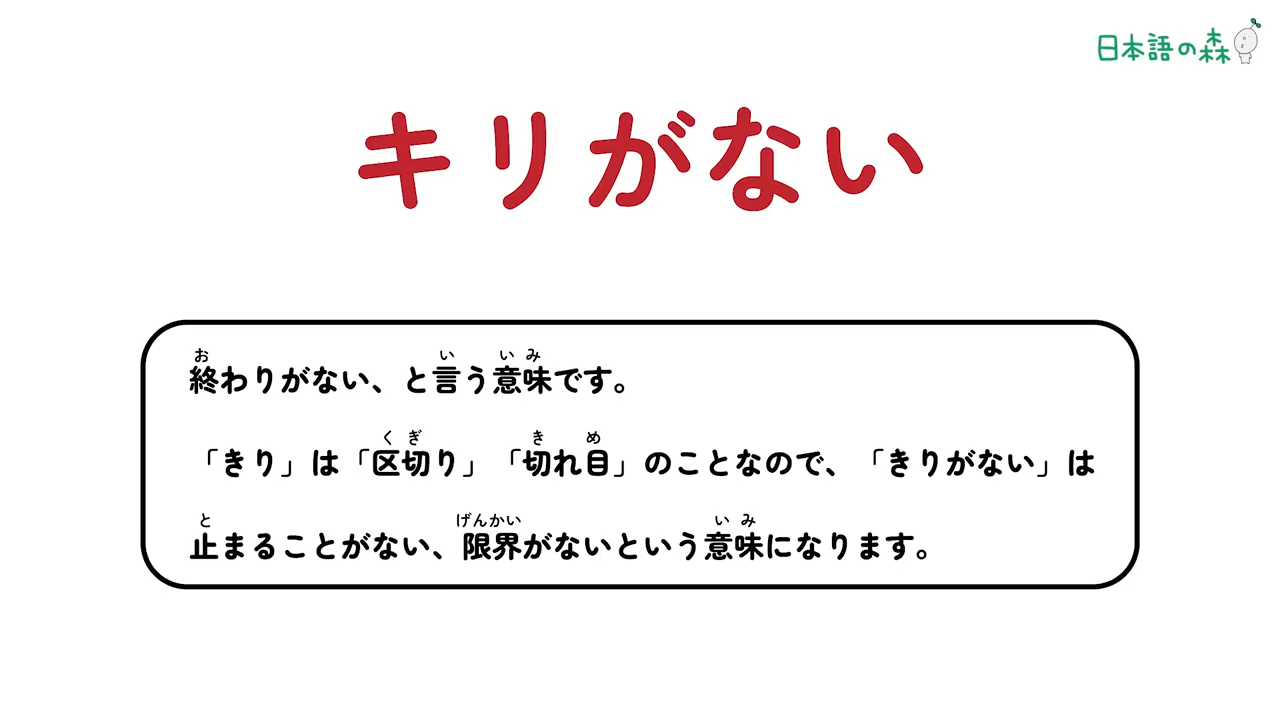 日本語の森
キリがない
終わりがない、と言う意味です。
「きり」は「区切り」「切れ目」のことなので、「きりがない」は
止まることがない、限界がないという意味になります。